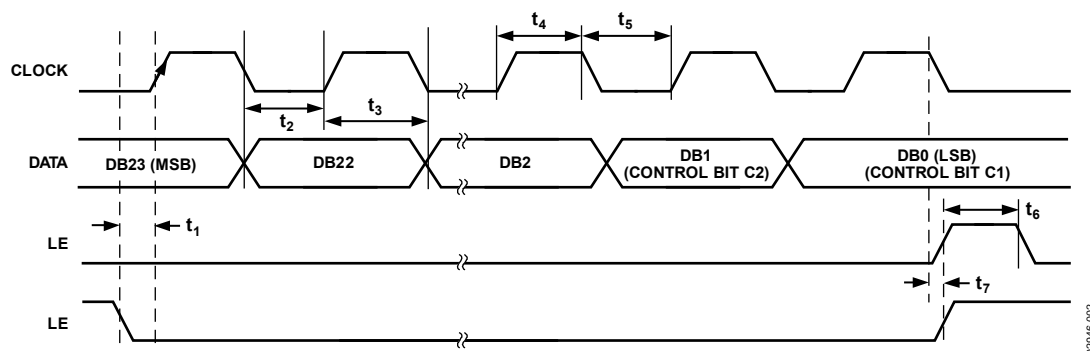 t4
t5
CLOCK
t2
t3
DATA
DB23 (MSB)
DB22
DB2
DB1
(CONTROL BIT C2)
DB0 (LSB)
(CONTROL BIT C1)
t1
t6
LE
t7
LE